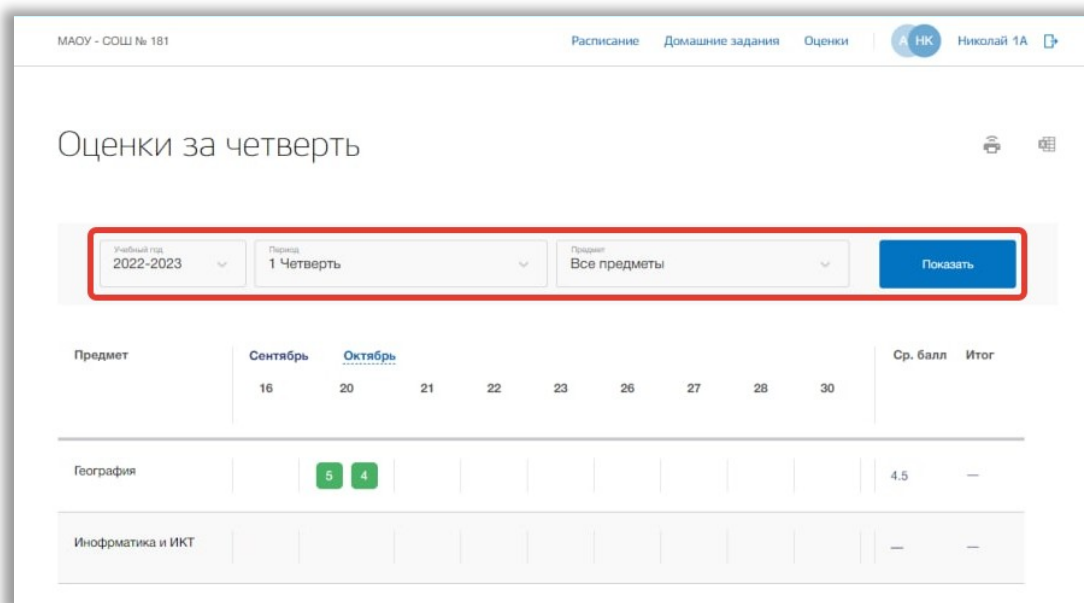 МАОУ - СОШ № 181 Расписание Домашние задания Оценки А НК Николай 1А
Оценки за четверть
Учебный год Период Предмет
2022-2023 1 Четверть Все предметы Показать
Предмет Сентябрь Октябрь Ср. балл Итог
16 20 21 22 23 26 27 28 30
География 5 4 4.5 —
Инофрматика и ИКТ — —